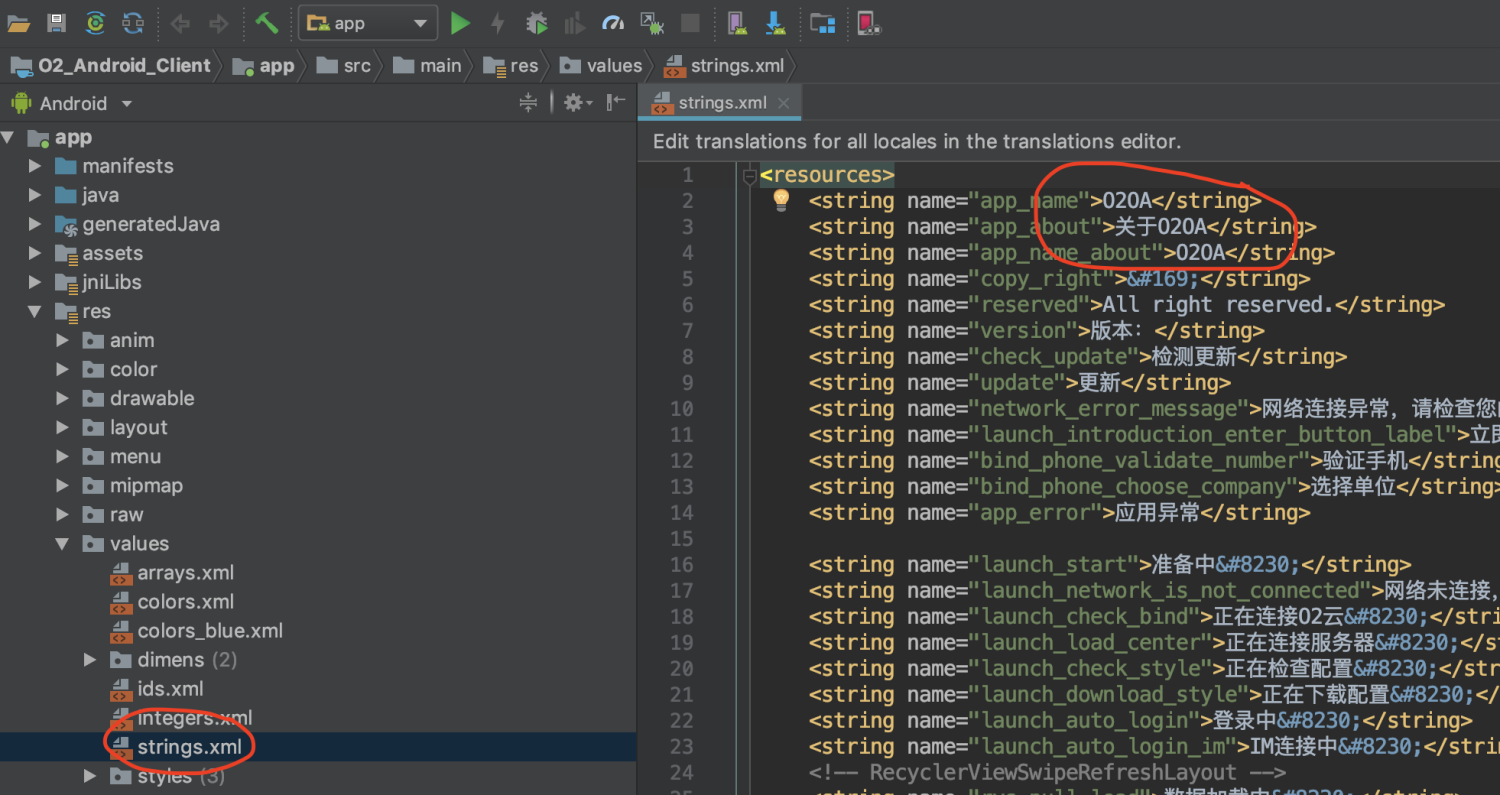 app
O2_Android_Client app src main res values strings.xml
Android
strings.xml
Edit translations for all locales in the translations editor.
app
manifests
java
generatedJava
assets
jniLibs
res
anim
color
drawable
layout
menu
mipmap
raw
values
arrays.xml
colors.xml
colors_blue.xml
dimens (2)
ids.xml
integers.xml
strings.xml
styles (3)
1 <resources>
2 <string name="app_name">O2OA</string>
3 <string name="app_about">关于O2OA</string>
4 <string name="app_name_about">O2OA</string>
5 <string name="copy_right">&#169;</string>
6 <string name="reserved">All right reserved.</string>
7 <string name="version">版本：</string>
8 <string name="check_update">检测更新</string>
9 <string name="update">更新</string>
10 <string name="network_error_message">网络连接异常，请检查您
11 <string name="launch_introduction_enter_button_label">立
12 <string name="bind_phone_validate_number">验证手机</string
13 <string name="bind_phone_choose_company">选择单位</string>
14 <string name="app_error">应用异常</string>
15
16 <string name="launch_start">准备中&#8230;</string>
17 <string name="launch_network_is_not_connected">网络未连接，
18 <string name="launch_check_bind">正在连接O2云&#8230;</stri
19 <string name="launch_load_center">正在连接服务器&#8230;</s
20 <string name="launch_check_style">正在检查配置&#8230;</str
21 <string name="launch_download_style">正在下载配置&#8230;</
22 <string name="launch_auto_login">登录中&#8230;</string>
23 <string name="launch_auto_login_im">IM连接中&#8230;</strin
24 <!-- RecyclerViewSwipeRefreshLayout -->